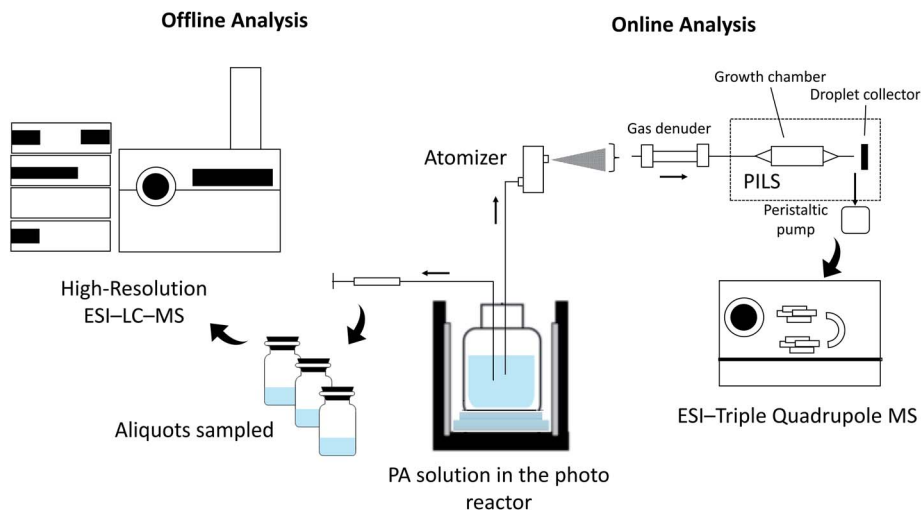 Offline Analysis
Online Analysis
Growth chamber
Droplet collector
Gas denuder
Atomizer
PILS
Peristaltic
pump
High-Resolution
ESI–LC–MS
Aliquots sampled
PA solution in the photo
reactor
ESI–Triple Quadrupole MS